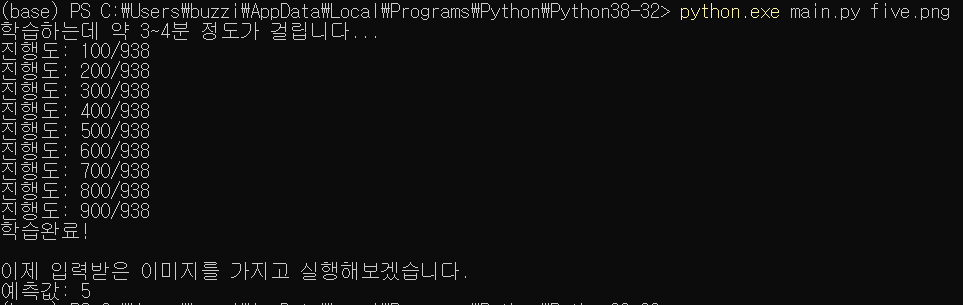 (base) PS C:₩Users₩buzzi₩AppData₩Local₩Programs₩Python₩Python38-32> python.exe main.py five.png
학습하는데 약 3~4분 정도가 걸립니다...
진행도: 100/938
진행도: 200/938
진행도: 300/938
진행도: 400/938
진행도: 500/938
진행도: 600/938
진행도: 700/938
진행도: 800/938
진행도: 900/938
학습완료!
이제 입력받은 이미지를 가지고 실행해보겠습니다.
예측값: 5